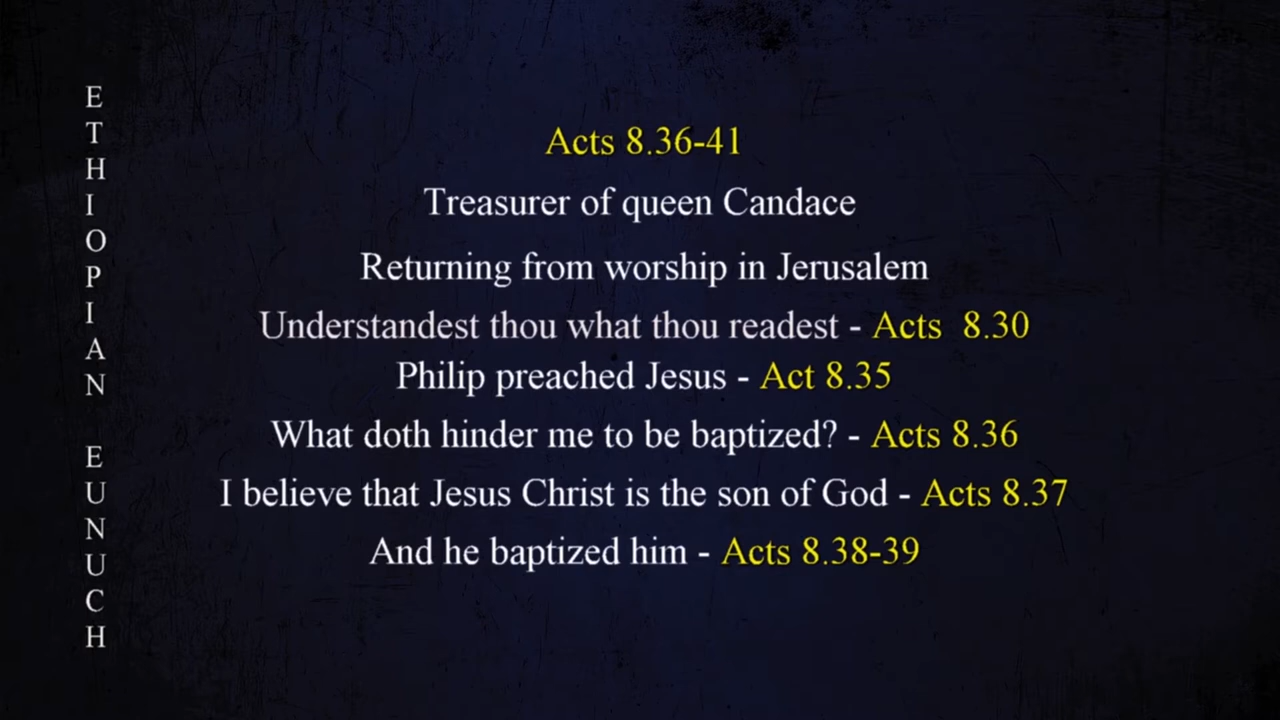 ETHIOPIAN EUNUCH
Acts 8.36-41
Treasurer of queen Candace
Returning from worship in Jerusalem
Understandest thou what thou readest - Acts  8.30
Philip preached Jesus - Act 8.35
What doth hinder me to be baptized? - Acts 8.36
I believe that Jesus Christ is the son of God - Acts 8.37
And he baptized him - Acts 8.38-39